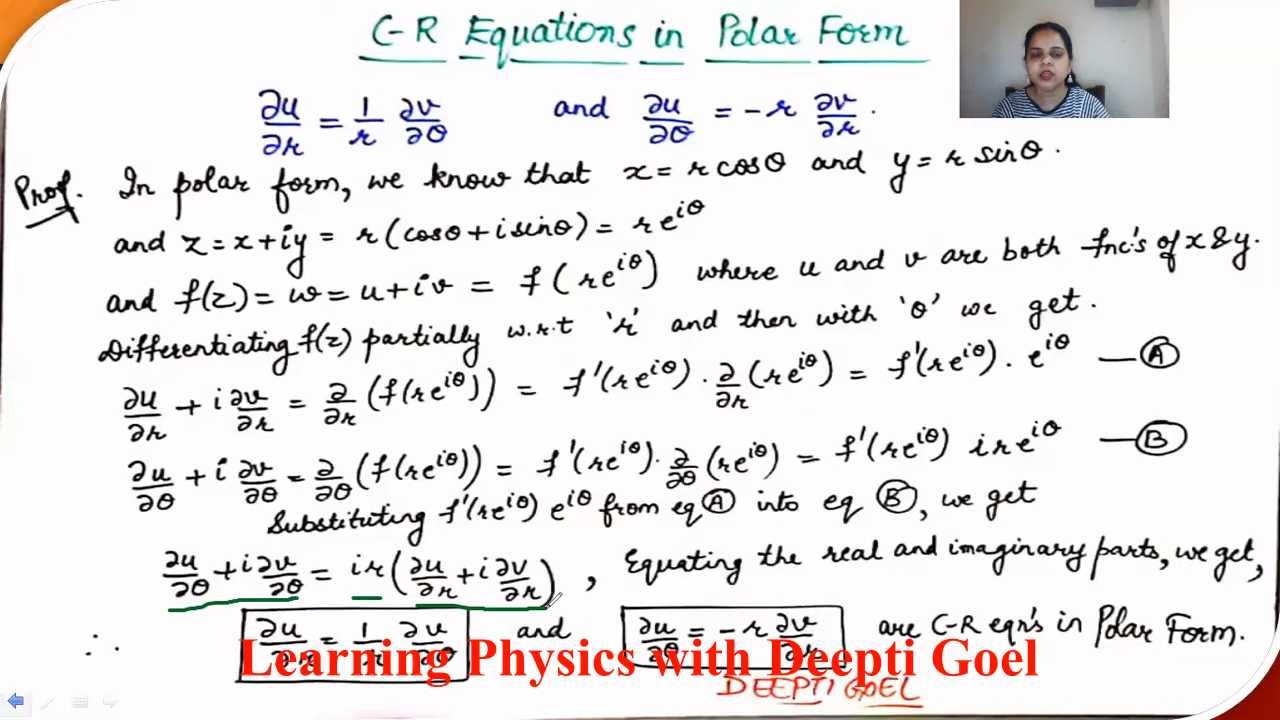 C-R Equations in Polar Form
∂u/∂r = 1/r ∂v/∂θ and ∂u/∂θ = -r ∂v/∂r.
Prof. In polar form, we know that x = r cosθ and y = r sinθ.
and z = x+iy = r(cosθ+isinθ) = re^{iθ}
and f(z) = w = u+iv = f(re^{iθ}) where u and v are both fnc's of x & y.
Differentiating f(z) partially w.r.t 'r' and then with 'θ' we get.
∂u/∂r + i ∂v/∂r = ∂/∂r (f(re^{iθ})) = f'(re^{iθ}) . ∂/∂r (re^{iθ}) = f'(re^{iθ}) . e^{iθ} — A
∂u/∂θ + i ∂v/∂θ = ∂/∂θ (f(re^{iθ})) = f'(re^{iθ}) . ∂/∂θ (re^{iθ}) = f'(re^{iθ}) ire^{iθ} — B
Substituting f'(re^{iθ}) e^{iθ} from eq A into eq B, we get
∂u/∂θ + i ∂v/∂θ = ir (∂u/∂r + i ∂v/∂r), Equating the real and imaginary parts, we get,
∴ ∂u/∂r = 1/r ∂v/∂θ and ∂u/∂θ = -r ∂v/∂r are C-R eqn's in Polar Form.
Learning Physics with Deepti Goel
DEEPTI GOEL